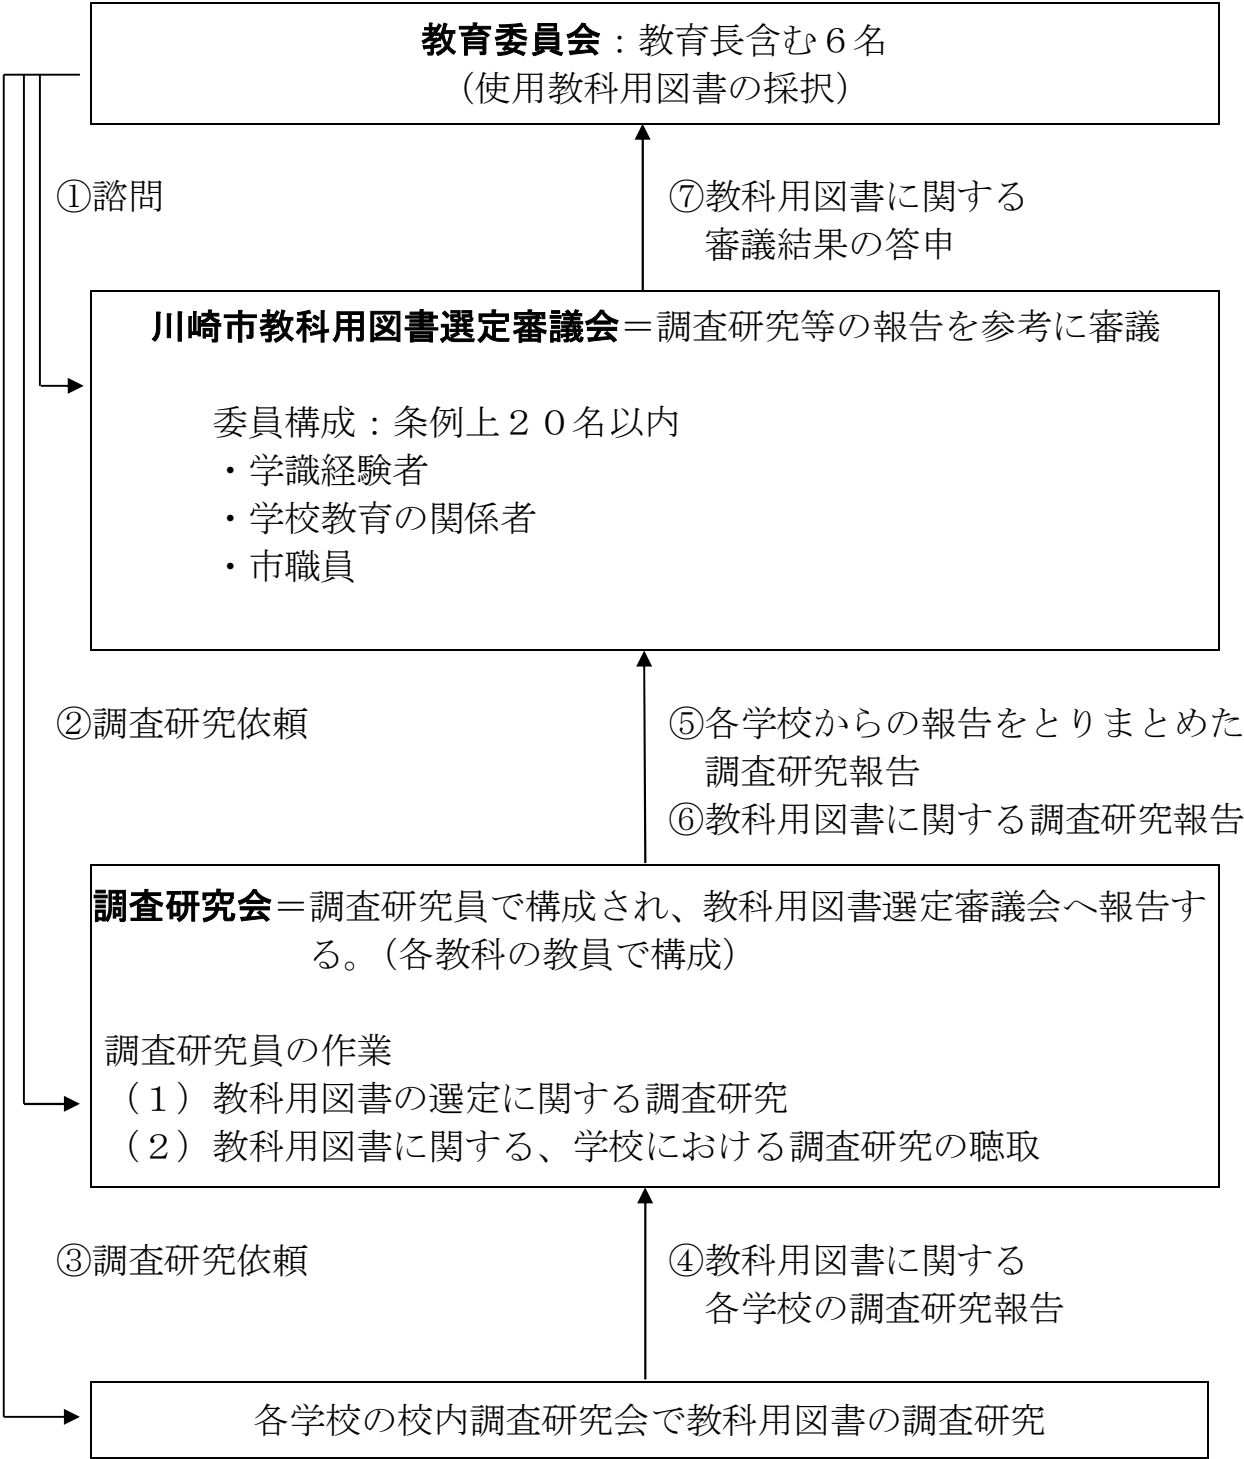 教育委員会：教育長含む６名
（使用教科用図書の採択）
①諮問
⑦教科用図書に関する
審議結果の答申
川崎市教科用図書選定審議会＝調査研究等の報告を参考に審議
委員構成：条例上２０名以内
・学識経験者
・学校教育の関係者
・市職員
②調査研究依頼
⑤各学校からの報告をとりまとめた
調査研究報告
⑥教科用図書に関する調査研究報告
調査研究会＝調査研究員で構成され、教科用図書選定審議会へ報告す
る。（各教科の教員で構成）
調査研究員の作業
（１）教科用図書の選定に関する調査研究
（２）教科用図書に関する、学校における調査研究の聴取
③調査研究依頼
④教科用図書に関する
各学校の調査研究報告
各学校の校内調査研究会で教科用図書の調査研究